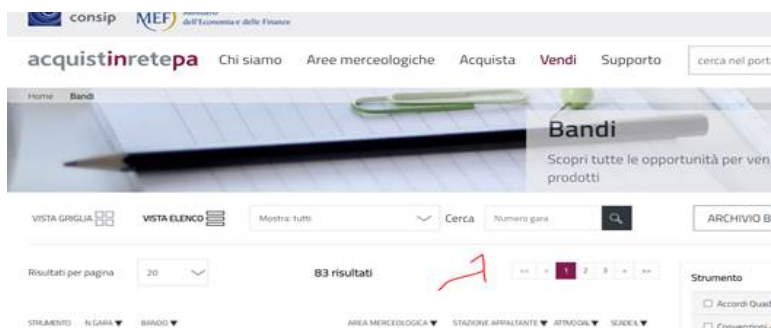 consip MEF dell'Economia e delle Finanze
acquistinretepa Chi siamo Aree merceologiche Acquista Vendi Supporto cerca nel porta
Home Bandi
Bandi
Scopri tutte le opportunità per ven
prodotti
VISTA GRIGLIA VISTA ELENCO Mostra: tutti Cerca Numero gara ARCHIVIO B
Risultati per pagina 20 83 risultati << < 1 2 3 > >> Strumento
Accordi Quad
STRUMENTO N.GARA BANDO AREA MERCEOLOGICA STAZIONE APPALTANTE ATTIVO DAL SCADE IL
Convenzioni